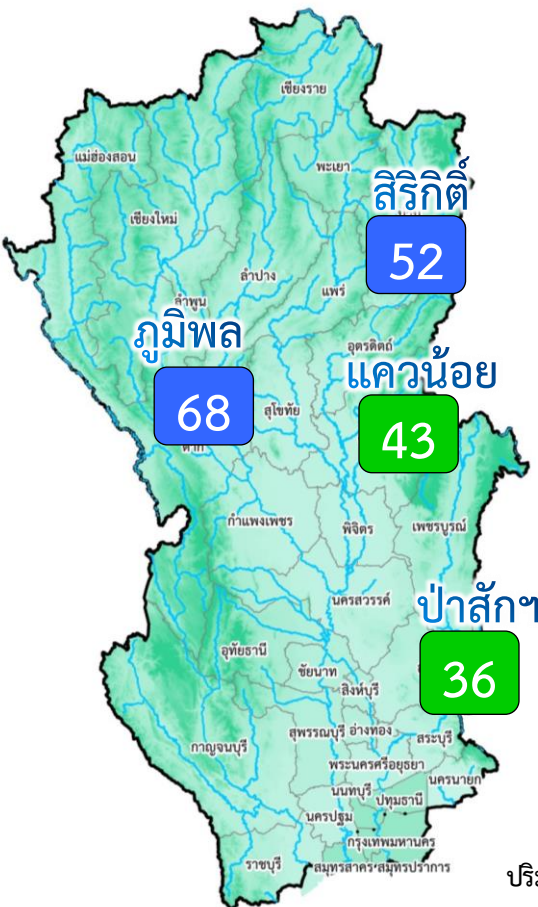 เชียงราย
แม่ฮ่องสอน
พะเยา
สิริกิติ์
เชียงใหม่
52
ลำปาง
แพร่
ลำพูน
ภูมิพล
อุตรดิตถ์
แควน้อย
68
สุโขทัย
43
ตาก
กำแพงเพชร
พิจิตร
เพชรบูรณ์
นครสวรรค์
ป่าสักฯ
อุทัยธานี
ชัยนาท
36
สิงห์บุรี
สุพรรณบุรี อ่างทอง
สระบุรี
กาญจนบุรี
พระนครศรีอยุธยา
นครนายก
นนทบุรี
ปทุมธานี
นครปฐม
กรุงเทพมหานคร
ราชบุรี
สมุทรสาคร
สมุทรปราการ